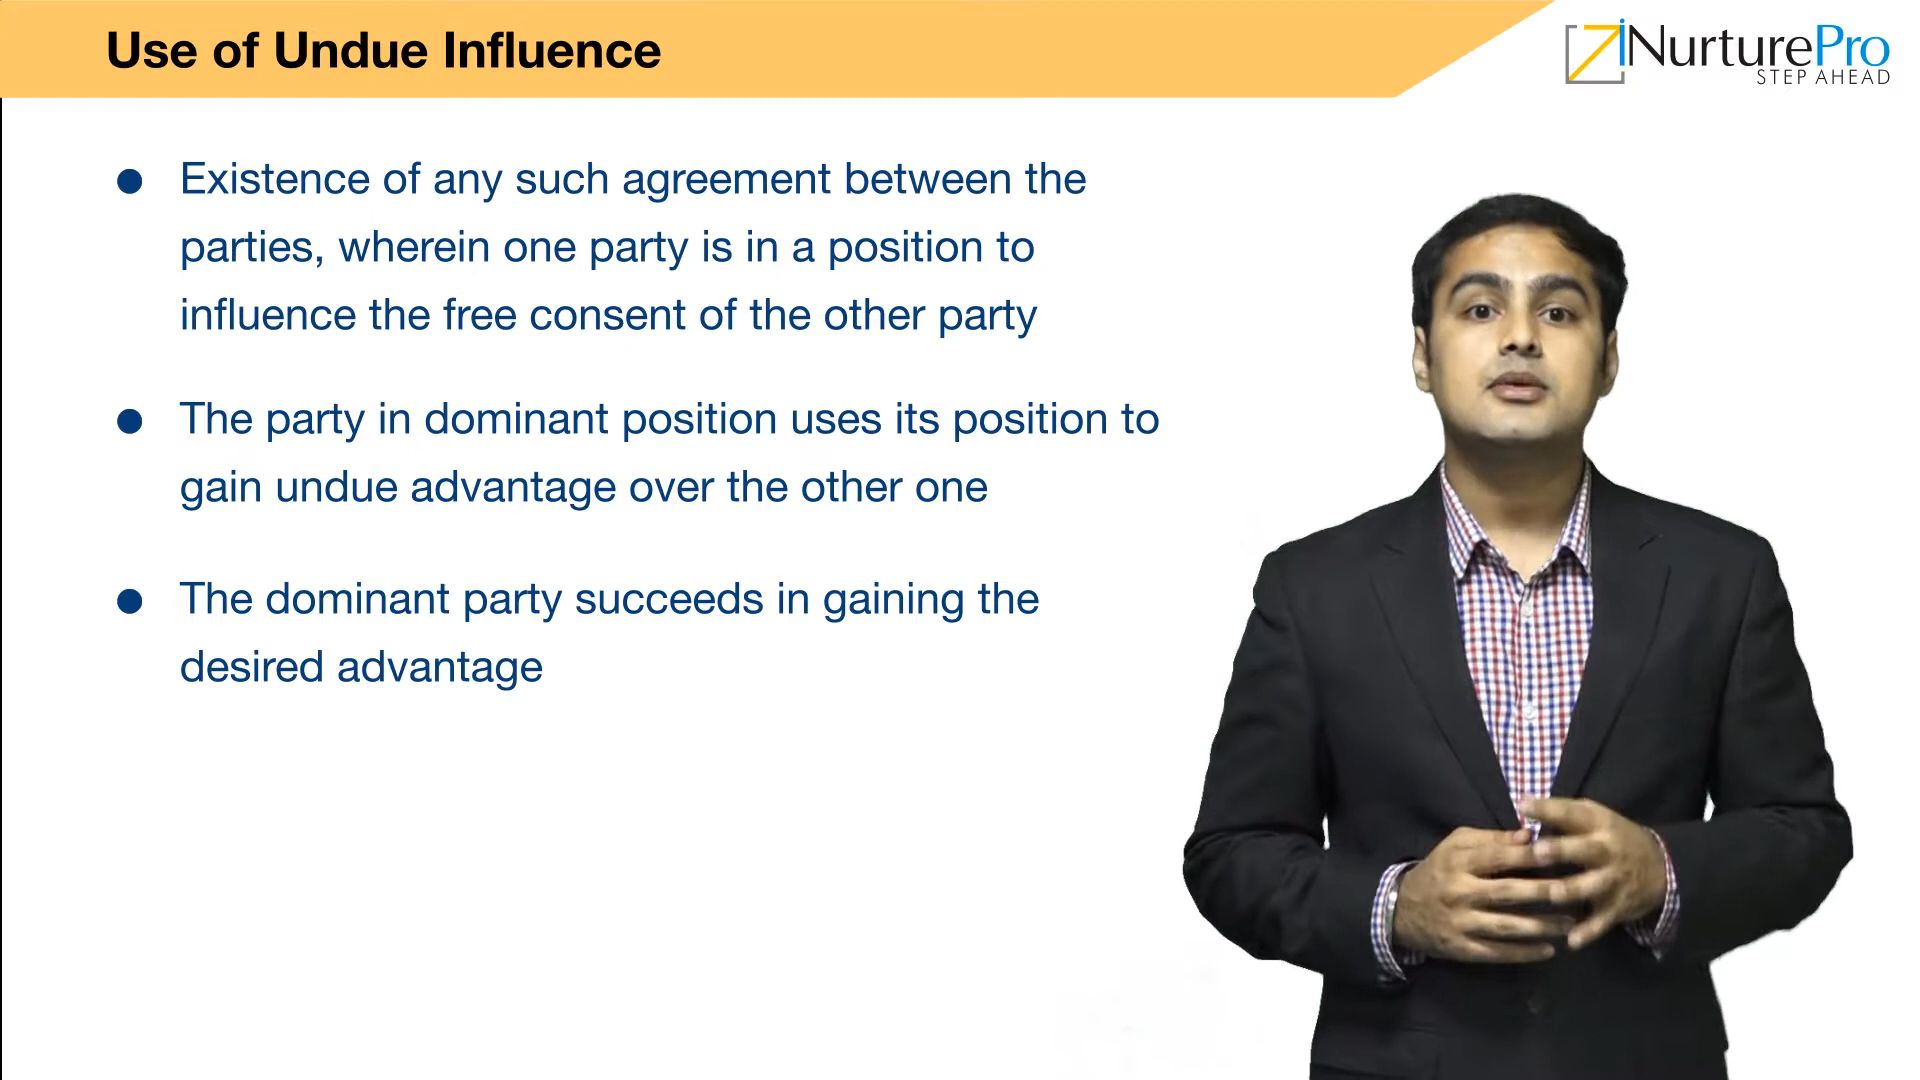 Use of Undue Influence
iNurturePro
STEP AHEAD
● Existence of any such agreement between the
parties, wherein one party is in a position to
influence the free consent of the other party
● The party in dominant position uses its position to
gain undue advantage over the other one
● The dominant party succeeds in gaining the
desired advantage